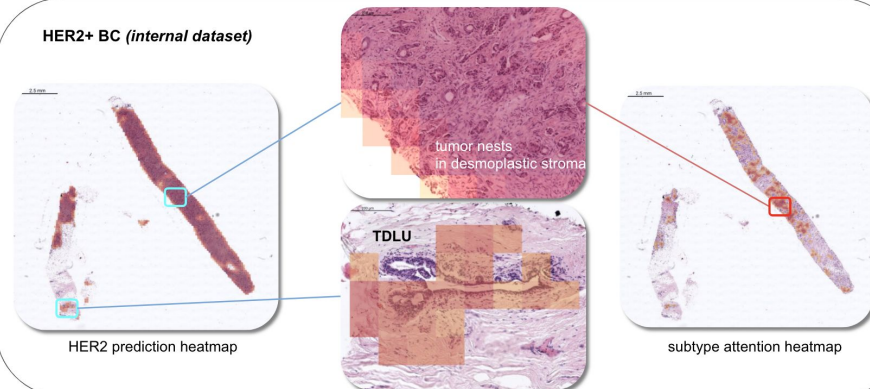 HER2+ BC (internal dataset)
2.5 mm
tumor nests
in desmoplastic stroma
2.5 mm
TDLU
HER2 prediction heatmap
subtype attention heatmap